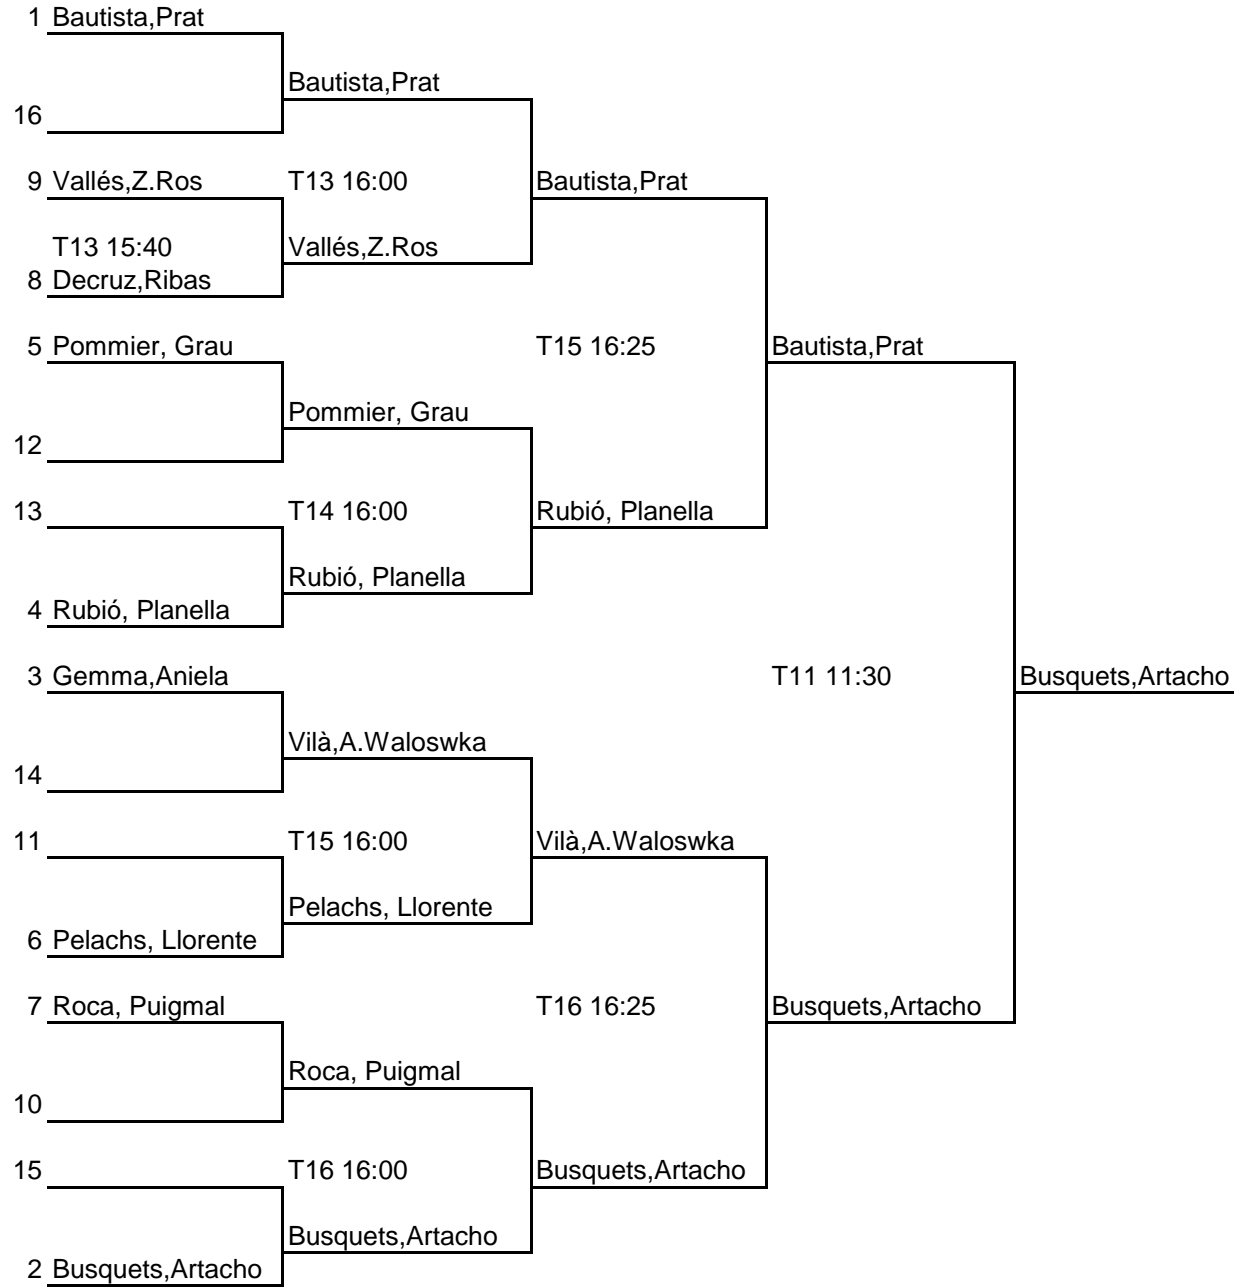 1 Bautista,Prat
Bautista,Prat
16
9 Vallés,Z.Ros T13 16:00 Bautista,Prat
T13 15:40 Vallés,Z.Ros
8 Decruz,Ribas
5 Pommier, Grau T15 16:25 Bautista,Prat
Pommier, Grau
12
13 T14 16:00 Rubió, Planella
Rubió, Planella
4 Rubió, Planella
3 Gemma,Aniela T11 11:30 Busquets,Artacho
Vilà,A.Waloswka
14
11 T15 16:00 Vilà,A.Waloswka
Pelachs, Llorente
6 Pelachs, Llorente
7 Roca, Puigmal T16 16:25 Busquets,Artacho
Roca, Puigmal
10
15 T16 16:00 Busquets,Artacho
Busquets,Artacho
2 Busquets,Artacho